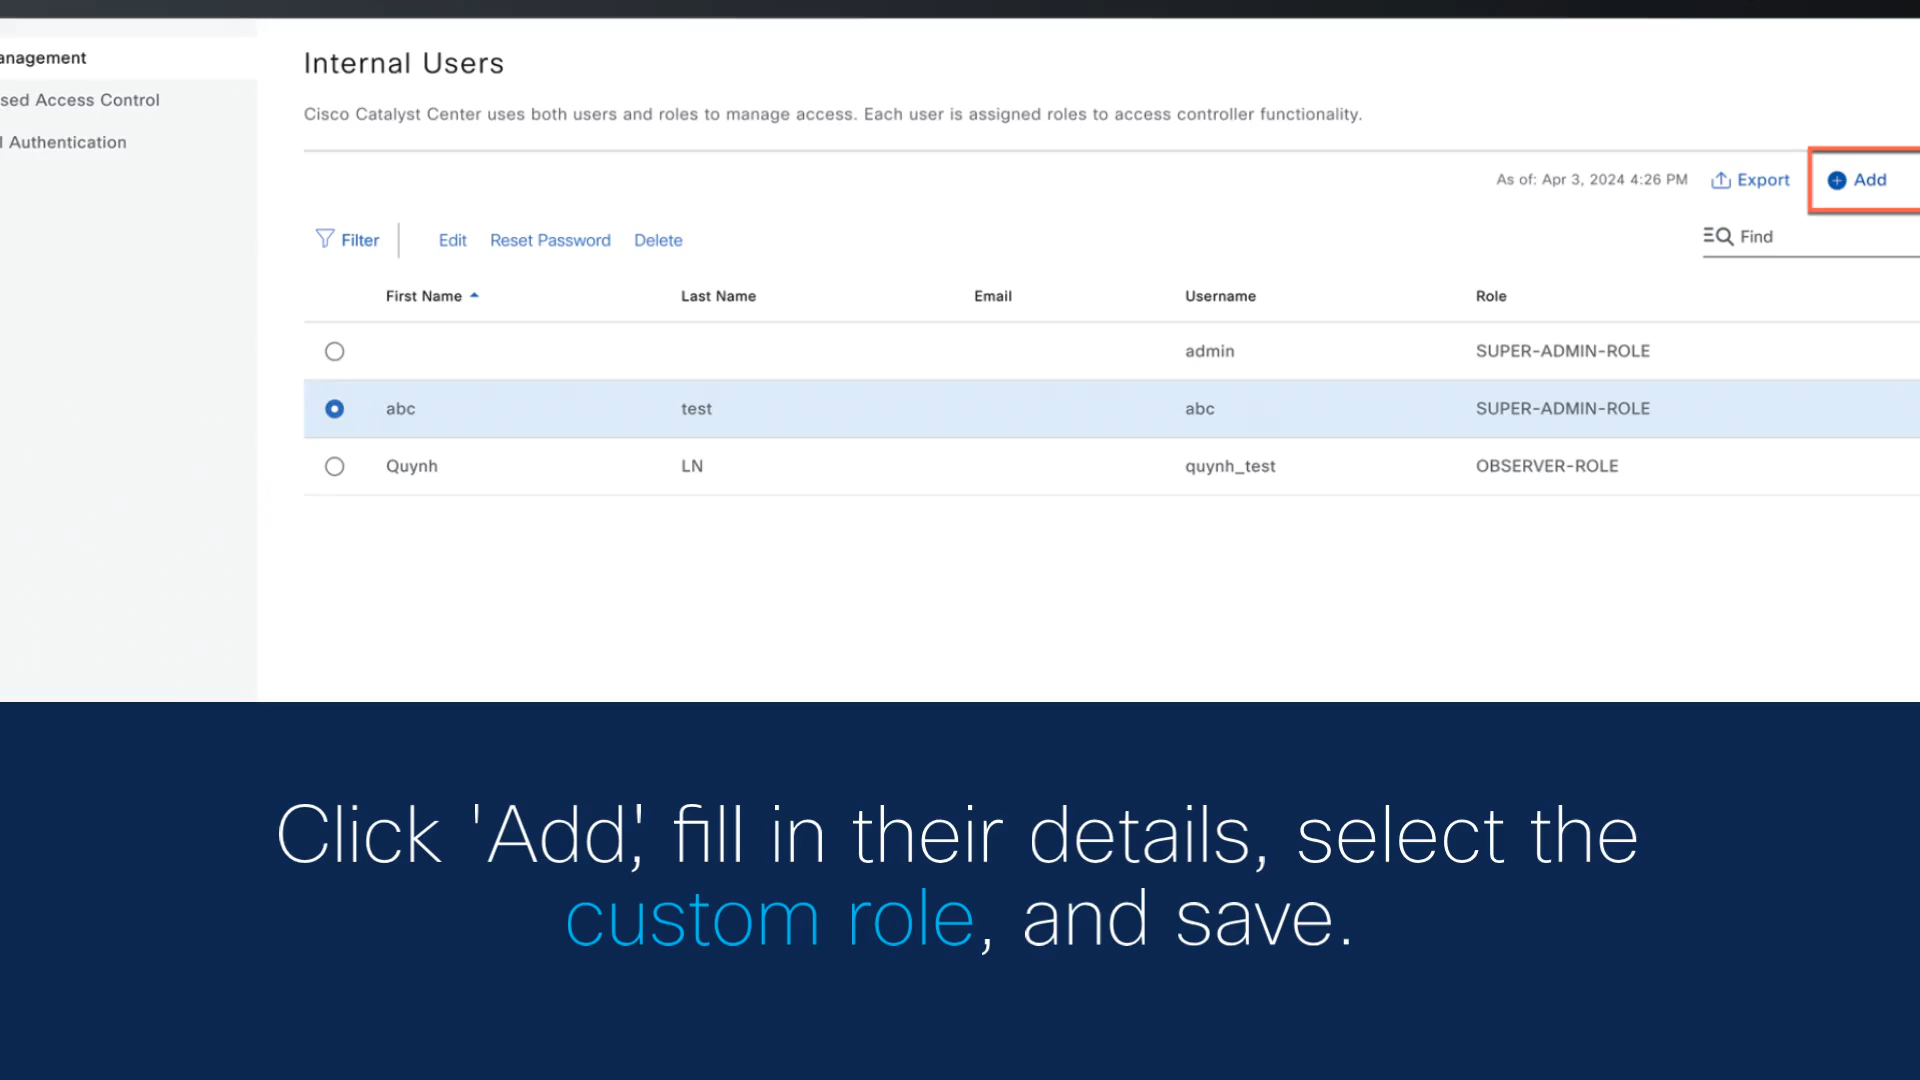 anagement
sed Access Control
l Authentication
Internal Users
Cisco Catalyst Center uses both users and roles to manage access. Each user is assigned roles to access controller functionality.
As of: Apr 3, 2024 4:26 PM Export Add
Filter Edit Reset Password Delete Find
First Name Last Name Email Username Role
admin SUPER-ADMIN-ROLE
abc test abc SUPER-ADMIN-ROLE
Quynh LN quynh_test OBSERVER-ROLE
Click 'Add,' fill in their details, select the
custom role, and save.